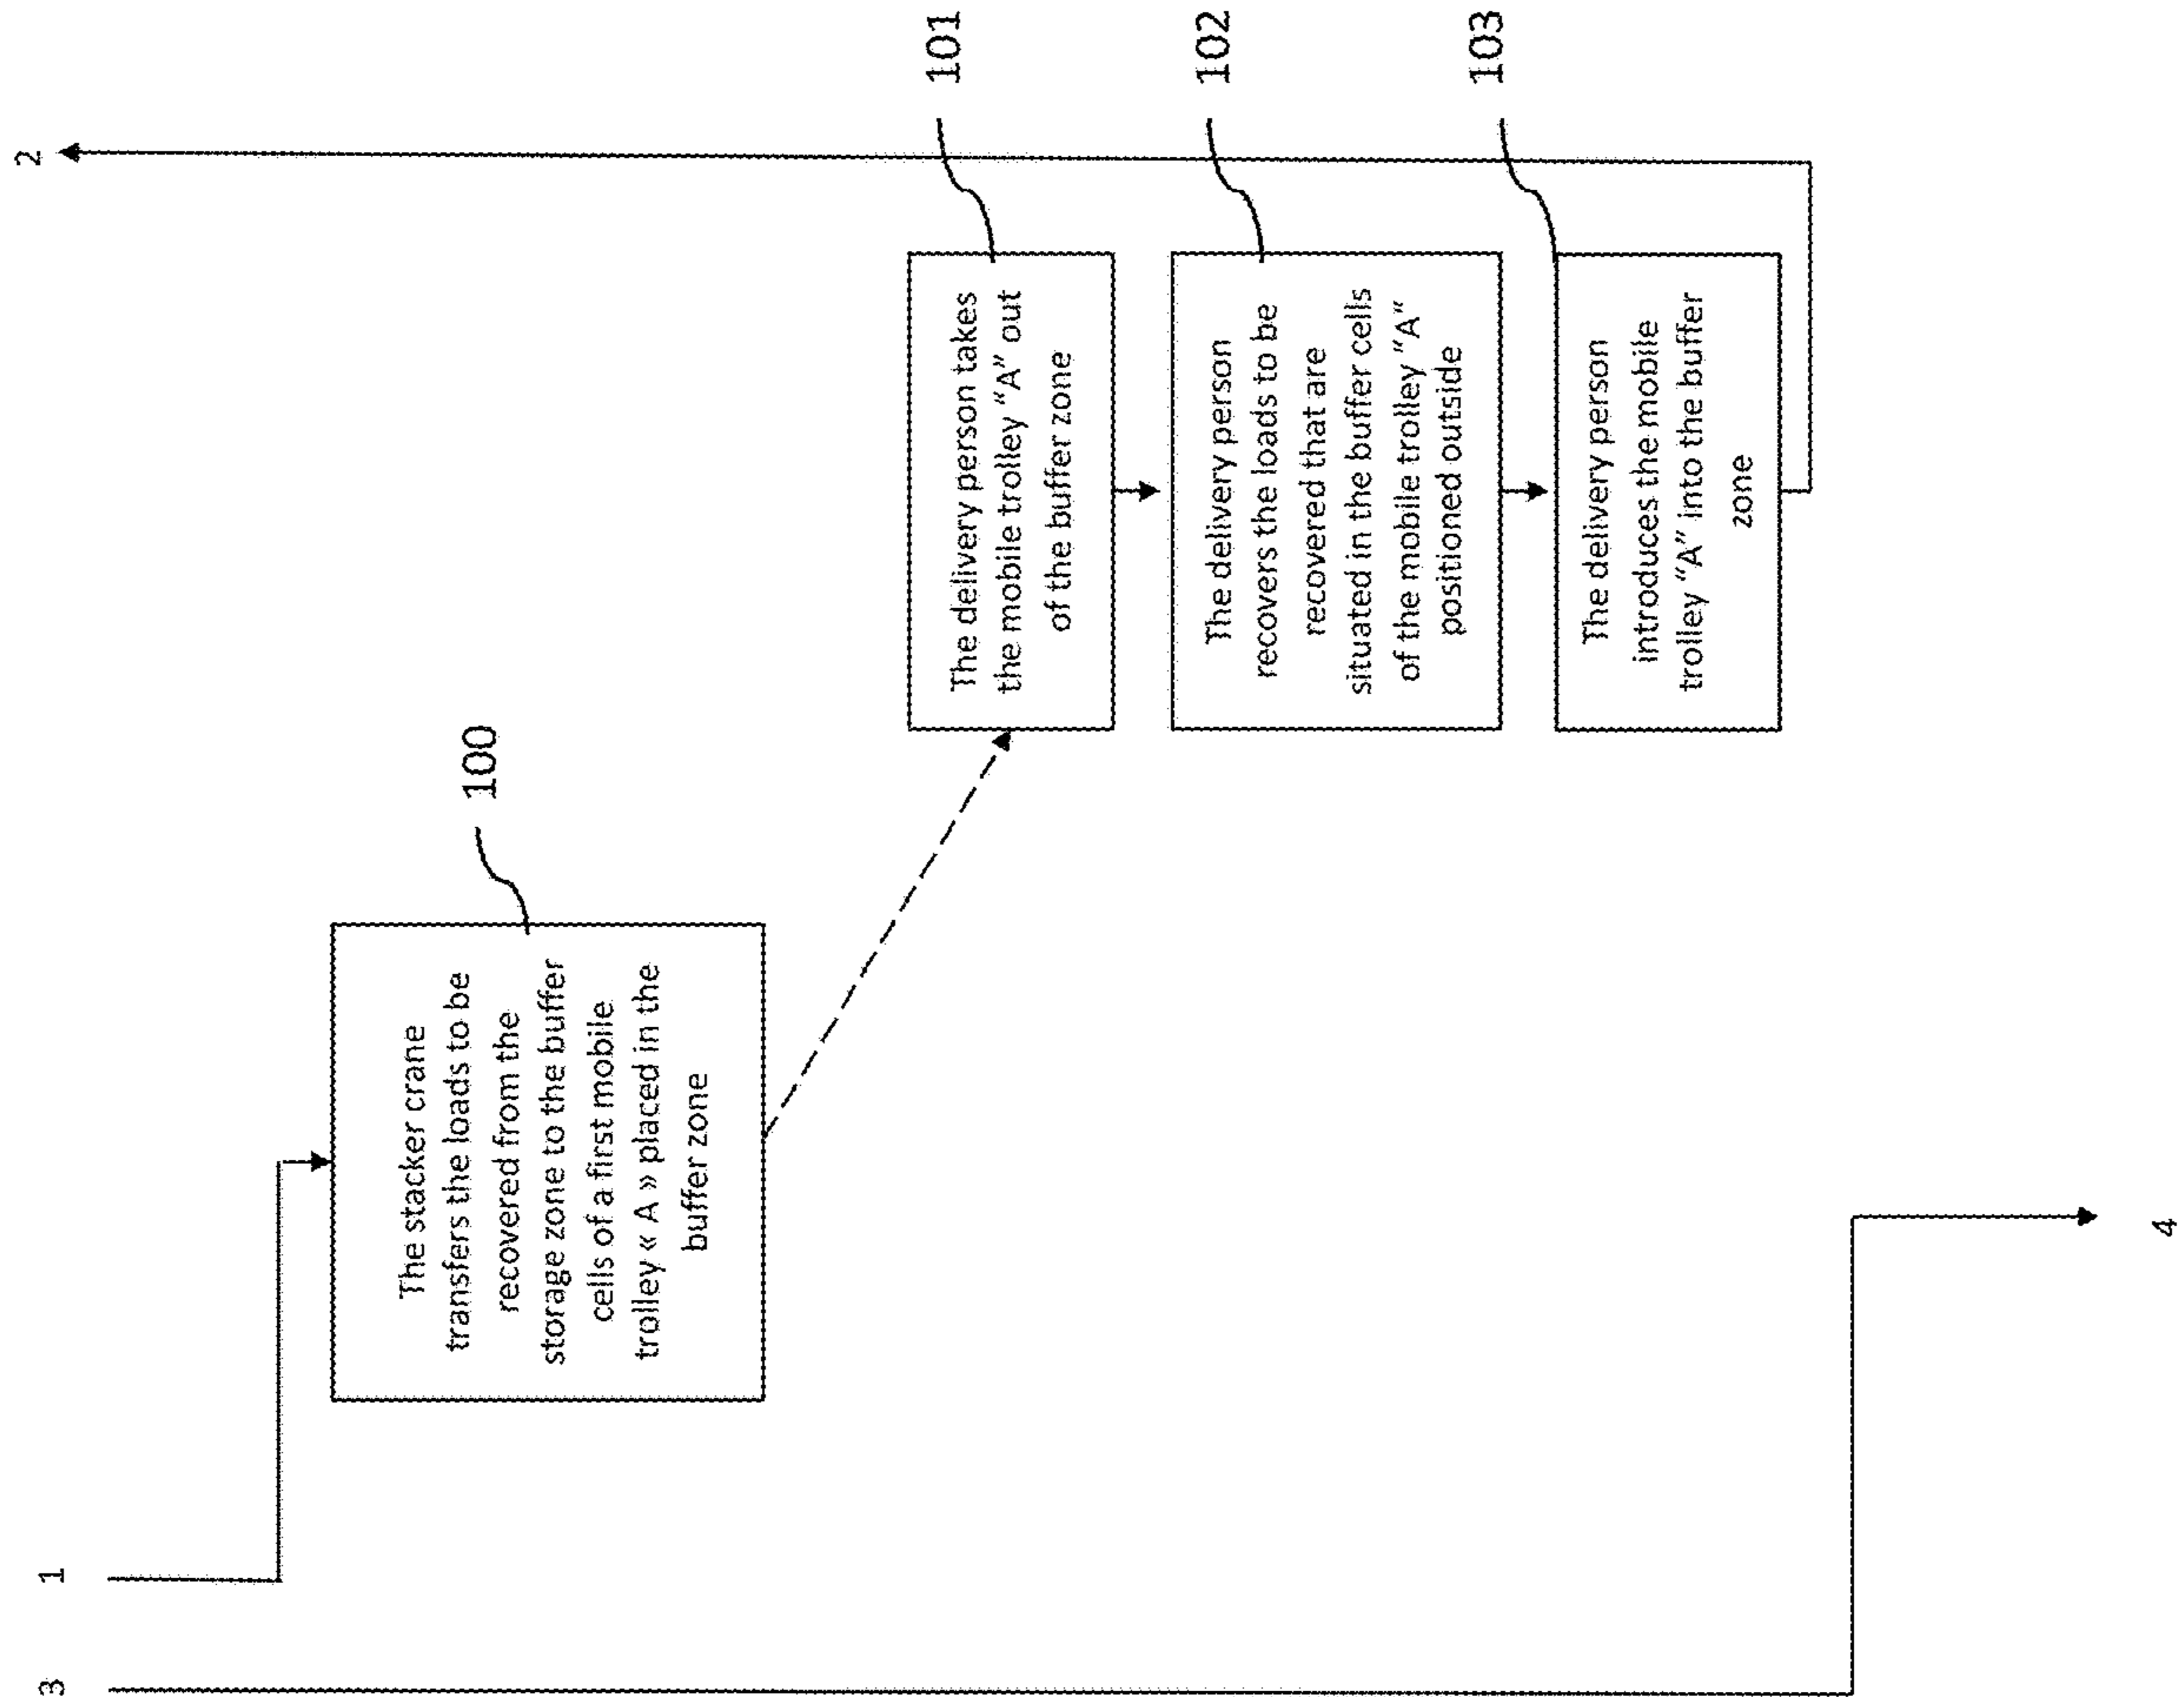 3
1
2
100
The stacker crane
transfers the loads to be
recovered from the
storage zone to the buffer
cells of a first mobile
trolley « A » placed in the
buffer zone
101
The delivery person takes
the mobile trolley "A" out
of the buffer zone
102
The delivery person
recovers the loads to be
recovered that are
situated in the buffer cells
of the mobile trolley "A"
positioned outside
103
The delivery person
introduces the mobile
trolley "A" into the buffer
zone
4